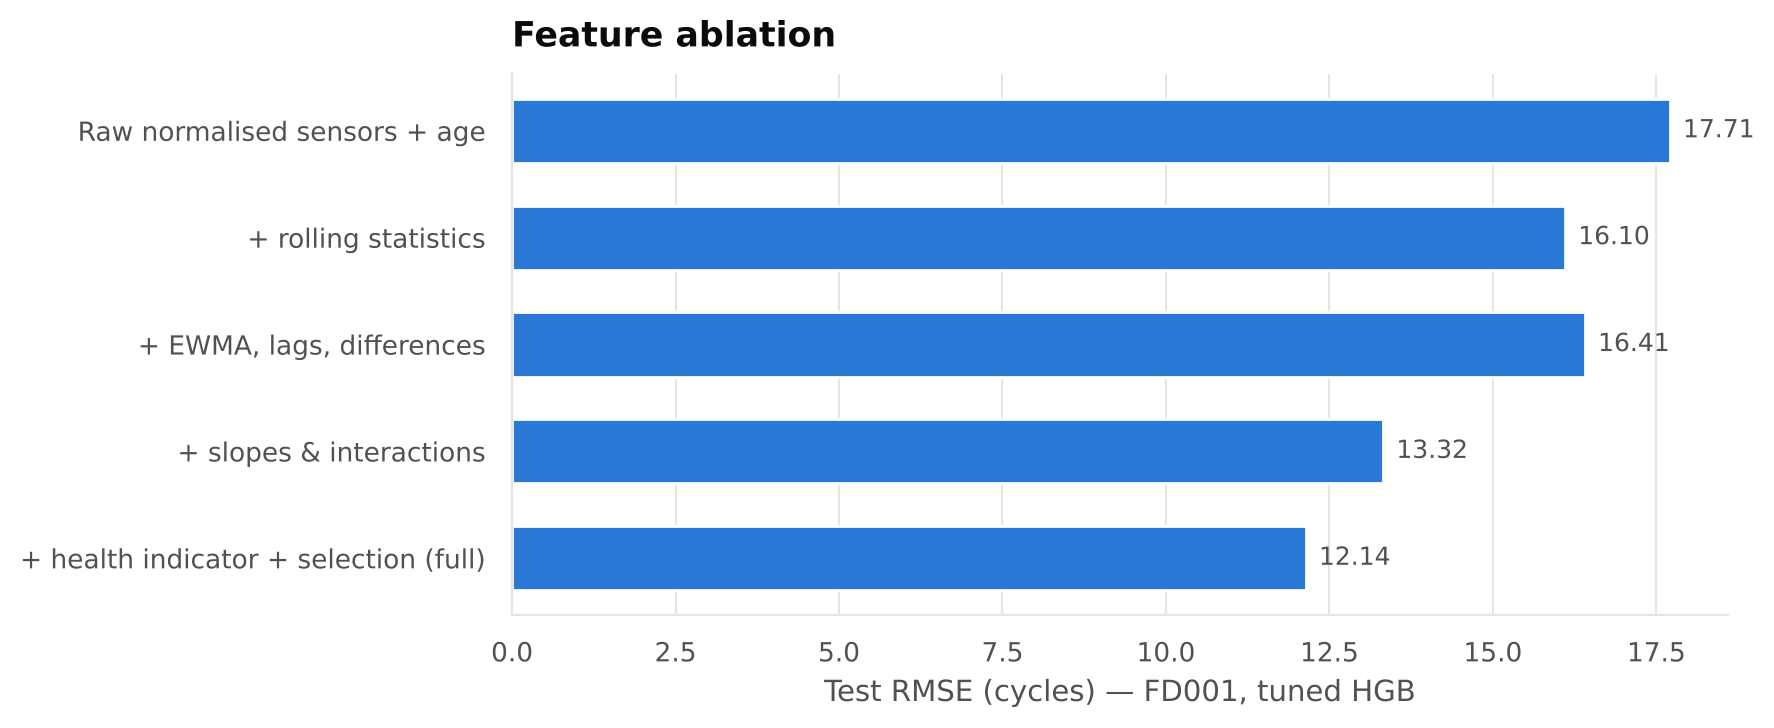 Feature ablation
Raw normalised sensors + age
17.71
+ rolling statistics
16.10
+ EWMA, lags, differences
16.41
+ slopes & interactions
13.32
+ health indicator + selection (full)
12.14
0.0 2.5 5.0 7.5 10.0 12.5 15.0 17.5
Test RMSE (cycles) — FD001, tuned HGB